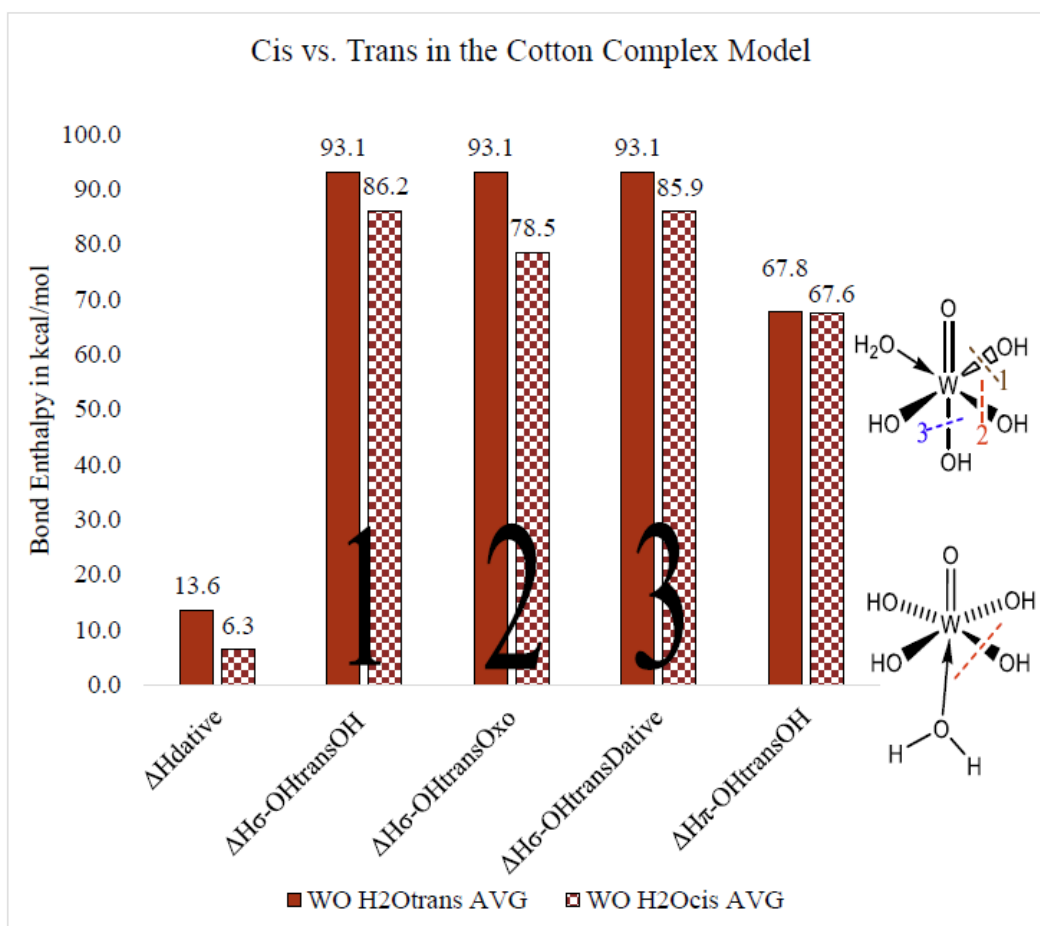 Cis vs. Trans in the Cotton Complex Model
Bond Enthalpy in kcal/mol
100.0
90.0
80.0
70.0
60.0
50.0
40.0
30.0
20.0
10.0
0.0
13.6
6.3
93.1
86.2
93.1
78.5
93.1
85.9
67.8
67.6
1
2
3
ΔHdative
ΔHσ-OHtransOH
ΔHσ-OHtransOxo
ΔHσ-OHtransDative
ΔHπ-OHtransOH
WO H2Otrans AVG
WO H2Ocis AVG
O
H₂O
OH
1
W
HO
3
2
OH
OH
O
HO
OH
W
HO
OH
O
H
H